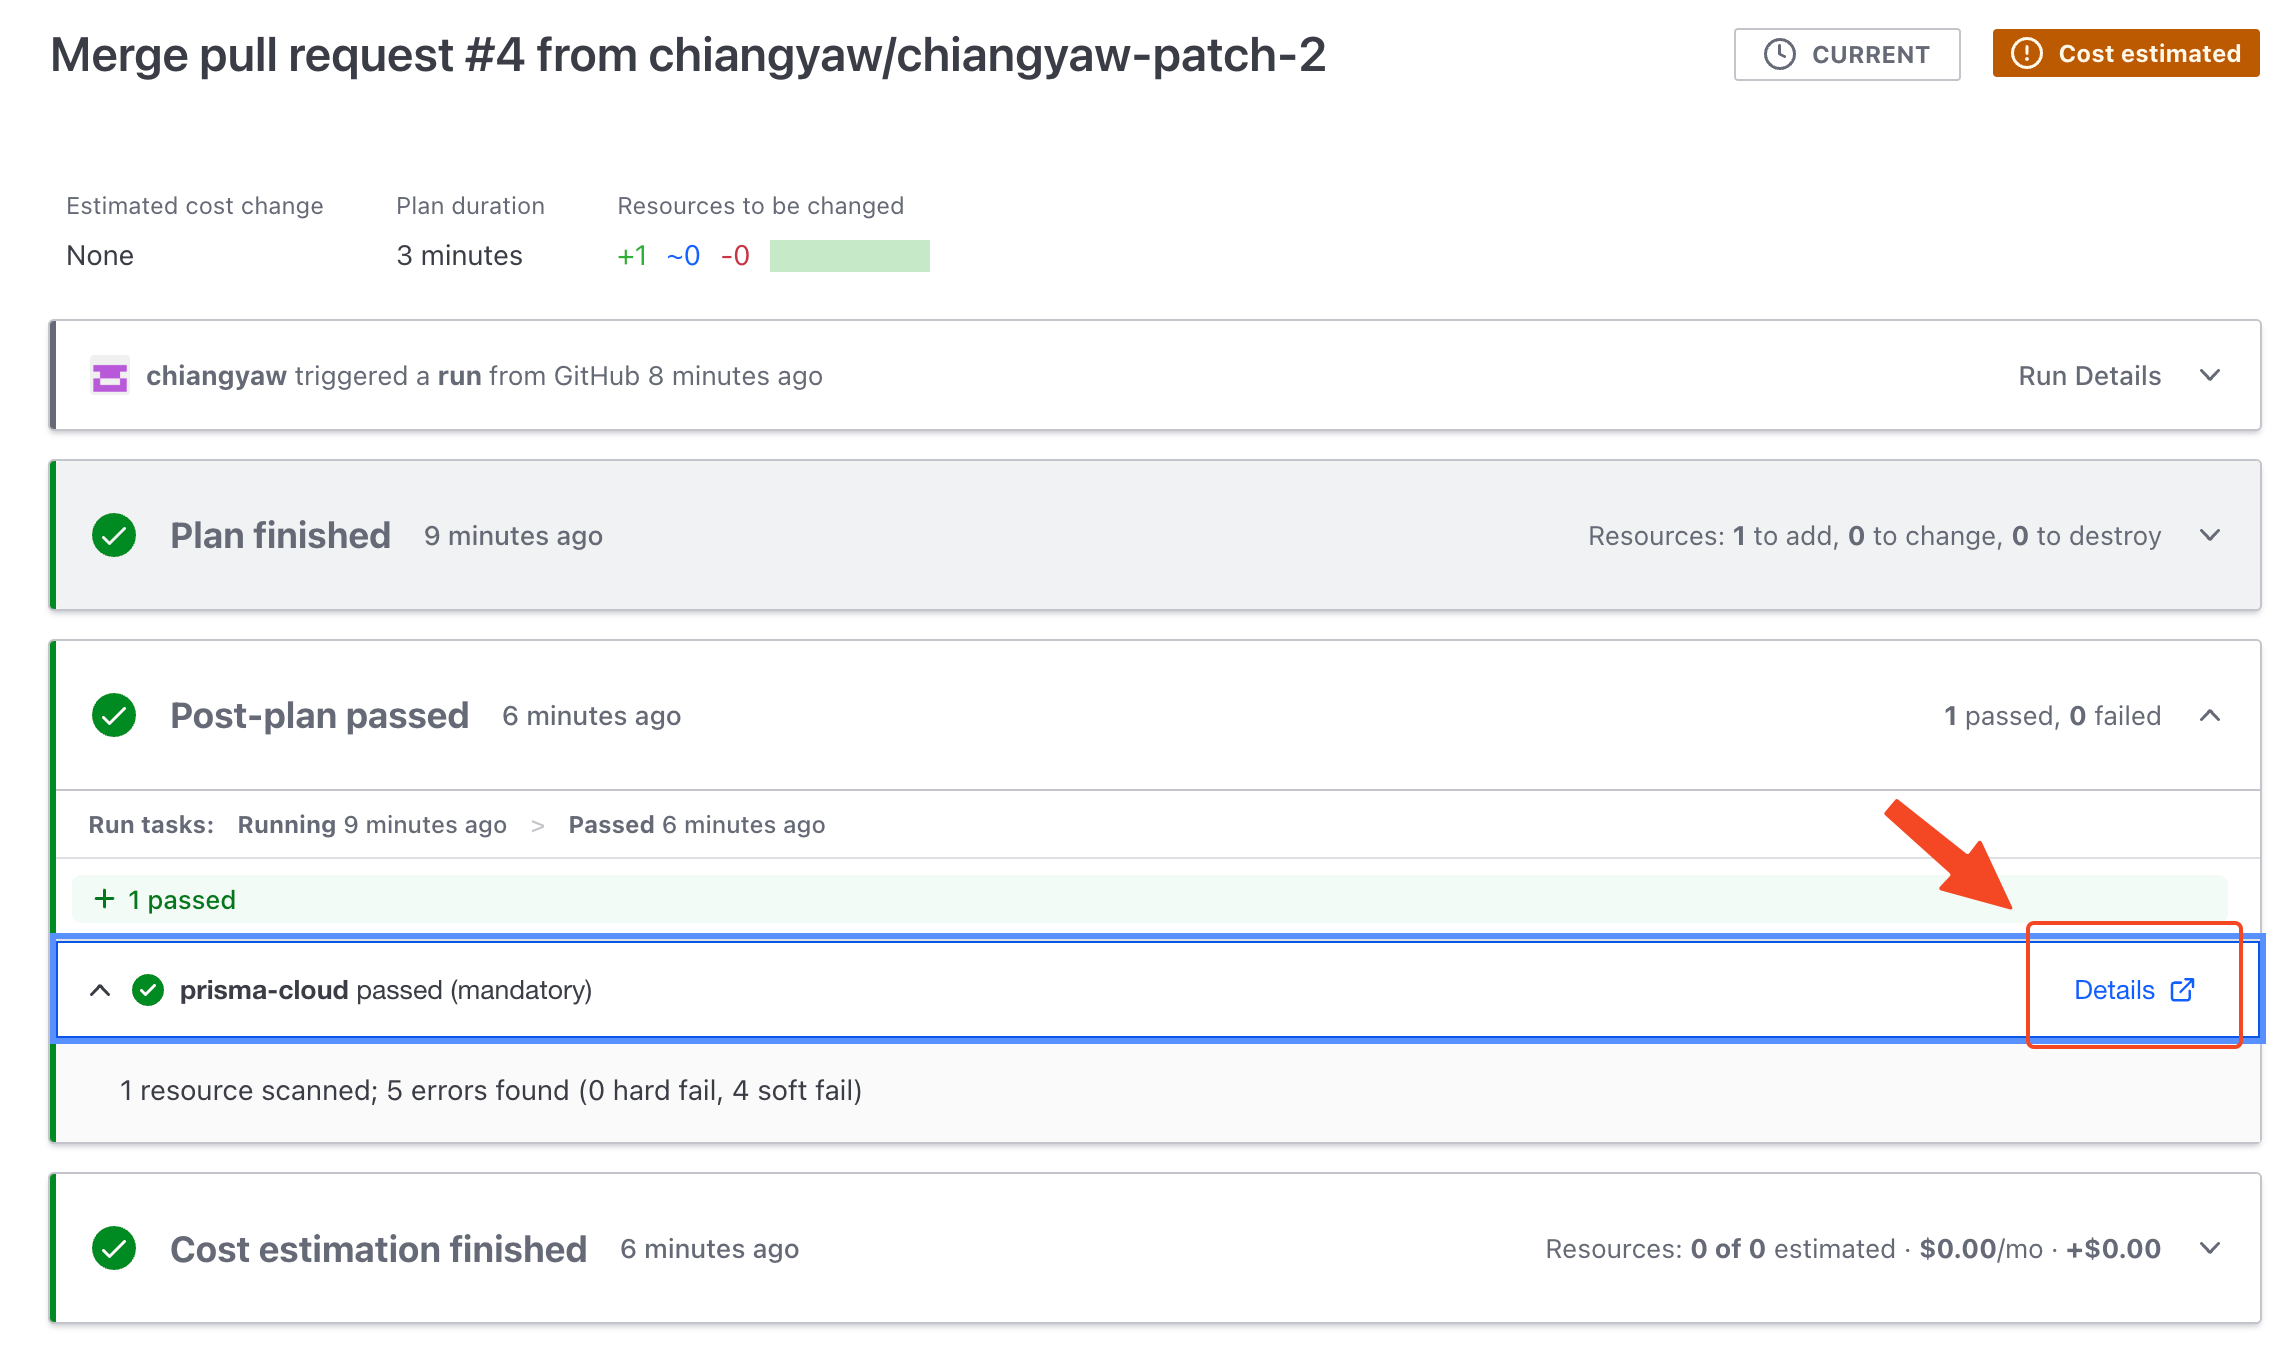 Merge pull request #4 from chiangyaw/chiangyaw-patch-2
CURRENT
Cost estimated
Estimated cost change
Plan duration
Resources to be changed
None
3 minutes
+1 ~0 -0
chiangyaw triggered a run from GitHub 8 minutes ago
Run Details
Plan finished 9 minutes ago
Resources: 1 to add, 0 to change, 0 to destroy
Post-plan passed 6 minutes ago
1 passed, 0 failed
Run tasks: Running 9 minutes ago > Passed 6 minutes ago
+ 1 passed
prisma-cloud passed (mandatory)
Details
1 resource scanned; 5 errors found (0 hard fail, 4 soft fail)
Cost estimation finished 6 minutes ago
Resources: 0 of 0 estimated · $0.00/mo · +$0.00